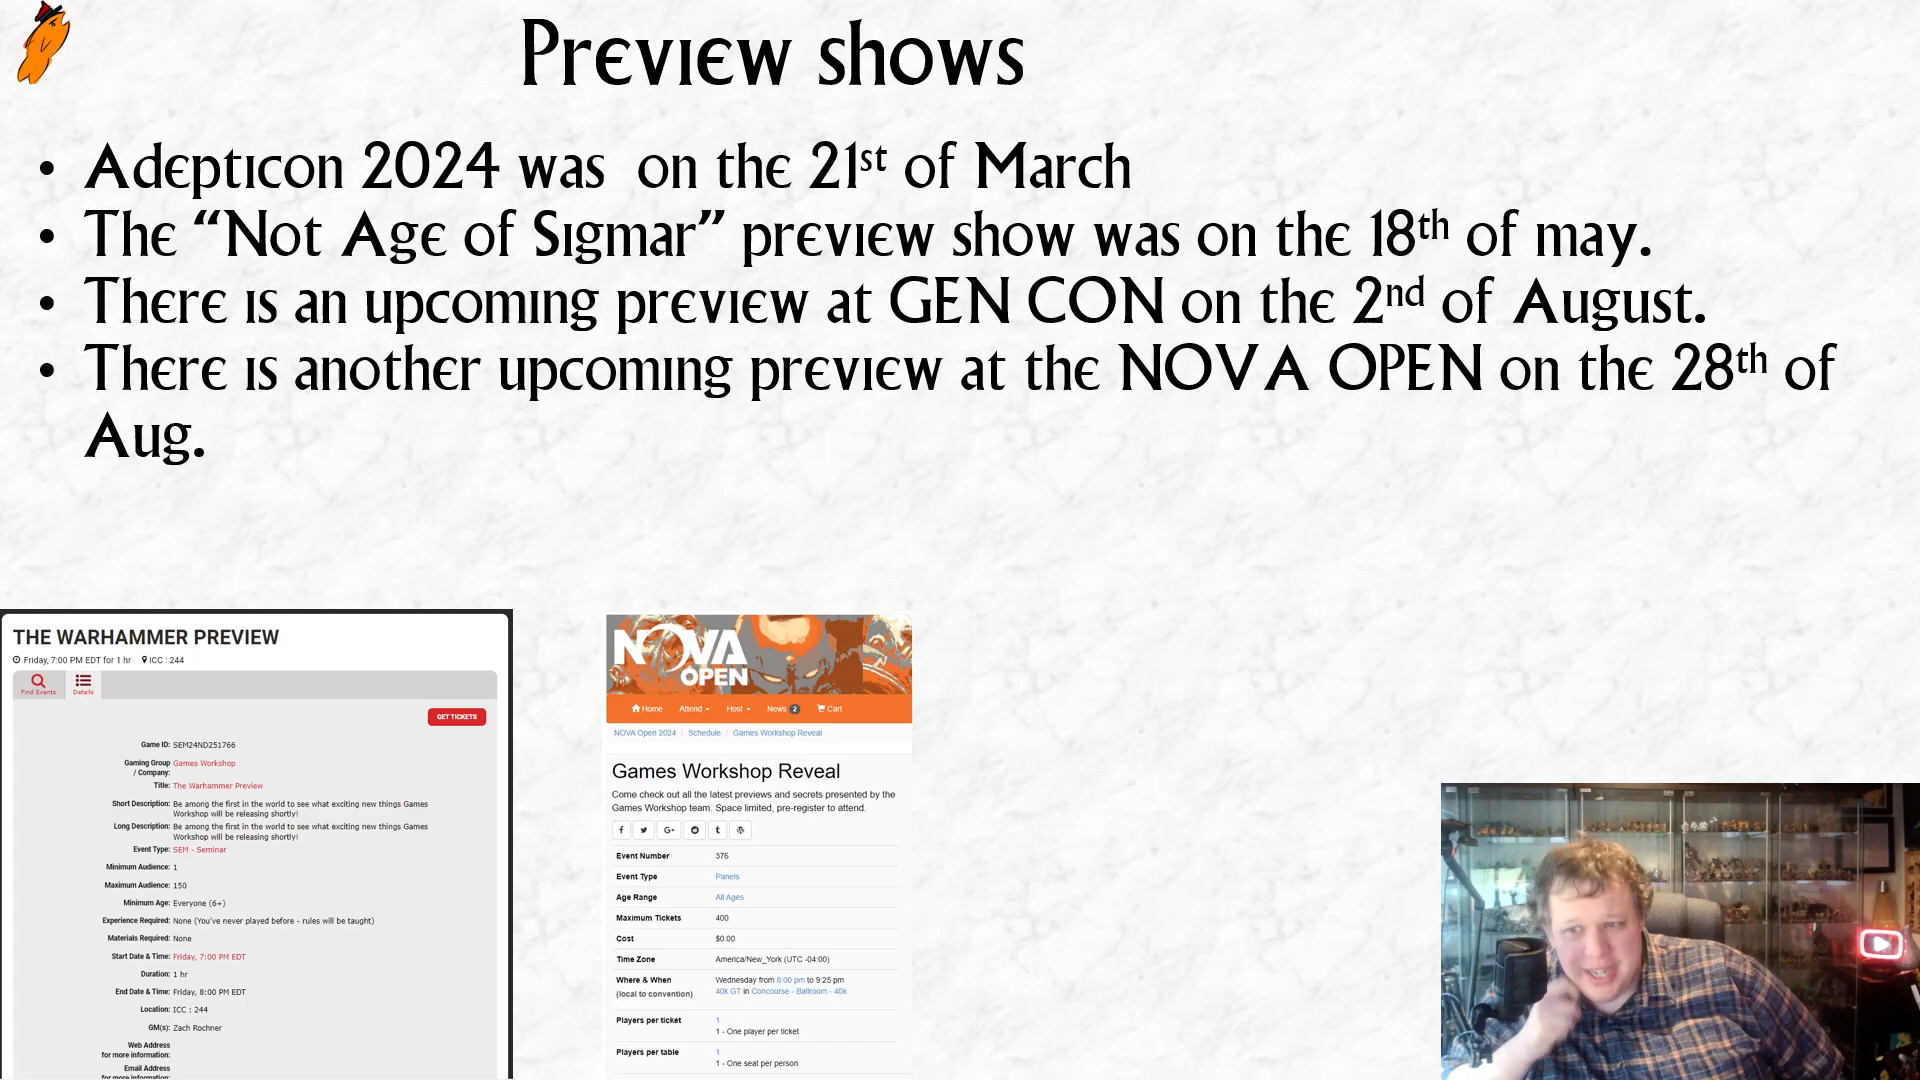 Preview shows
• Adepticon 2024 was  on the 21st of March
• The “Not Age of Sigmar” preview show was on the 18th of may.
• There is an upcoming preview at GEN CON on the 2nd of August.
• There is another upcoming preview at the NOVA OPEN on the 28th of
Aug.
THE WARHAMMER PREVIEW
Friday, 7:00 PM EDT for 1 hr ICC : 244
Find Events Details
GET TICKETS
Game ID: SEM24ND251766
Gaming Group / Company: Games Workshop
Title: The Warhammer Preview
Short Description: Be among the first in the world to see what exciting new things Games
Workshop will be releasing shortly!
Long Description: Be among the first in the world to see what exciting new things Games
Workshop will be releasing shortly!
Event Type: SEM - Seminar
Minimum Audience: 1
Maximum Audience: 150
Minimum Age: Everyone (6+)
Experience Required: None (You've never played before - rules will be taught)
Materials Required: None
Start Date & Time: Friday, 7:00 PM EDT
Duration: 1 hr
End Date & Time: Friday, 8:00 PM EDT
Location: ICC : 244
GM(s): Zach Rochner
Web Address
for more information:
Email Address
for more information:
NOVA
OPEN
Home Attend Host News 2 Cart
NOVA Open 2024 / Schedule / Games Workshop Reveal
Games Workshop Reveal
Come check out all the latest previews and secrets presented by the
Games Workshop team. Space limited, pre-register to attend.
Event Number 376
Event Type Panels
Age Range All Ages
Maximum Tickets 400
Cost $0.00
Time Zone America/New_York (UTC -04:00)
Where & When Wednesday from 8:00 pm to 9:25 pm
(local to convention) 40k GT in Concourse - Ballroom - 40k
Players per ticket 1
1 - One player per ticket
Players per table 1
1 - One seat per person